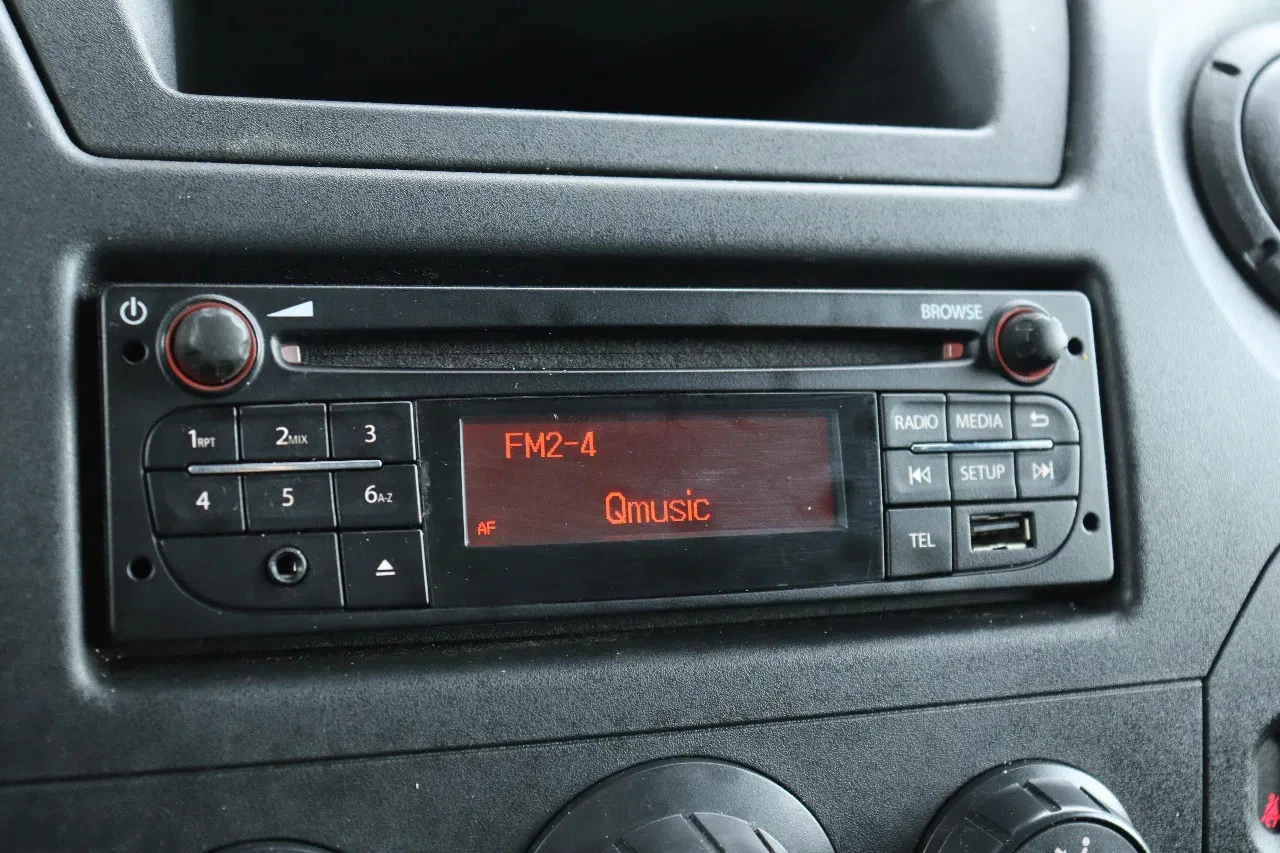 BROWSE
1RPT 2MIX 3
4 5 6A-Z
FM2-4
Qmusic
AF
RADIO MEDIA
SETUP
TEL